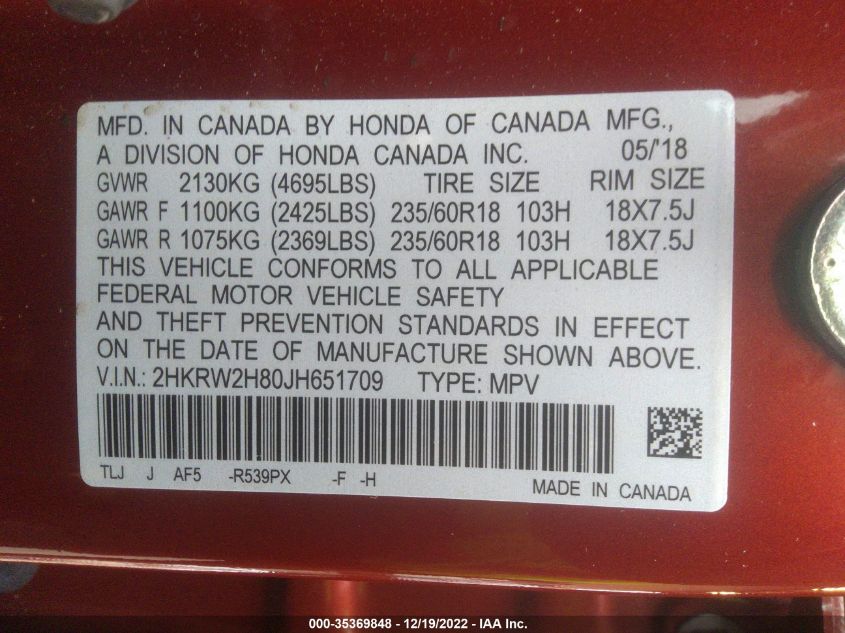 MFD. IN CANADA BY HONDA OF CANADA MFG.,
A DIVISION OF HONDA CANADA INC. 05/'18
GVWR 2130KG (4695LBS) TIRE SIZE RIM SIZE
GAWR F 1100KG (2425LBS) 235/60R18 103H 18X7.5J
GAWR R 1075KG (2369LBS) 235/60R18 103H 18X7.5J
THIS VEHICLE CONFORMS TO ALL APPLICABLE
FEDERAL MOTOR VEHICLE SAFETY
AND THEFT PREVENTION STANDARDS IN EFFECT
ON THE DATE OF MANUFACTURE SHOWN ABOVE.
V.I.N.: 2HKRW2H80JH651709 TYPE: MPV
TLJ J AF5 -R539PX -F -H
MADE IN CANADA
000-35369848 - 12/19/2022 - IAA Inc.